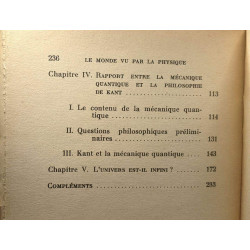 236 LE MONDE VU PAR LA PHYSIQUE
Chapitre IV. RAPPORT ENTRE LA MÉCANIQUE
QUANTIQUE ET LA PHILOSOPHIE
DE KANT ........ 113
I. Le contenu de la mécanique quan-
tique ........ 114
II. Questions philosophiques prélimi-
naires ........ 131
III. Kant et la mécanique quantique .. 143
Chapitre V. L'UNIVERS EST-IL INFINI ? .... 172
COMPLÉMENTS ........ 203